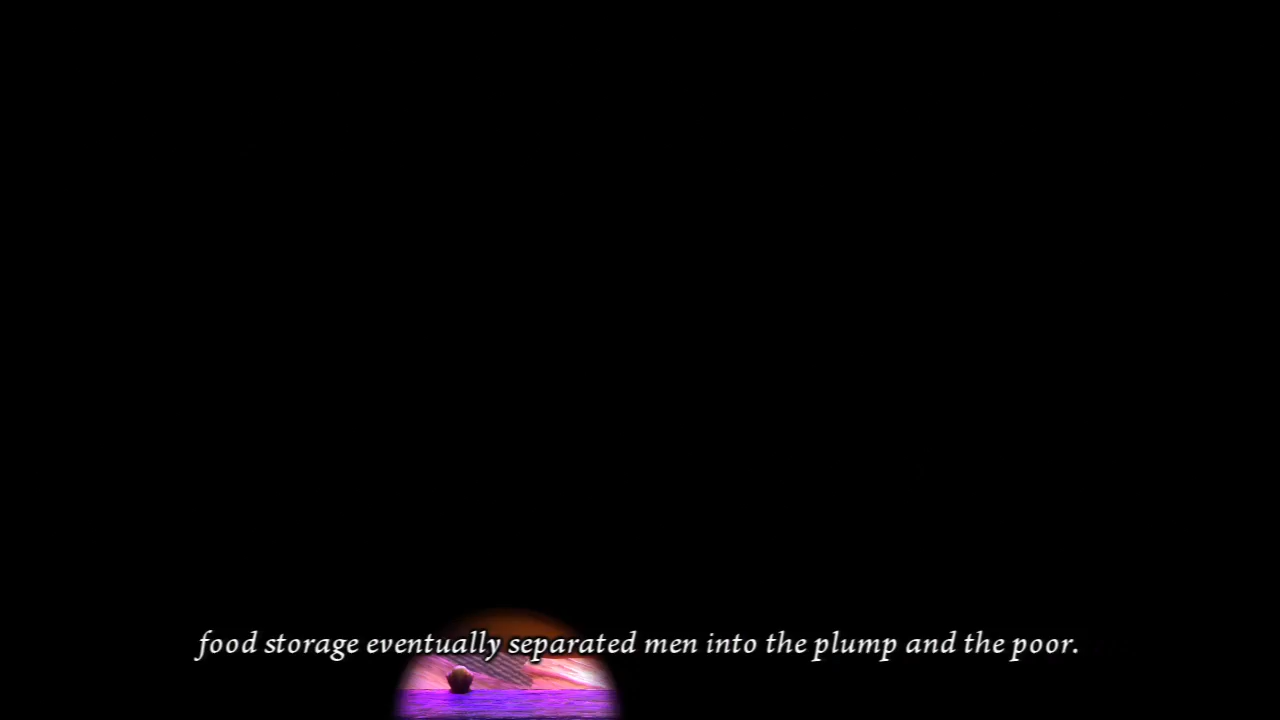 food storage eventually separated men into the plump and the poor.